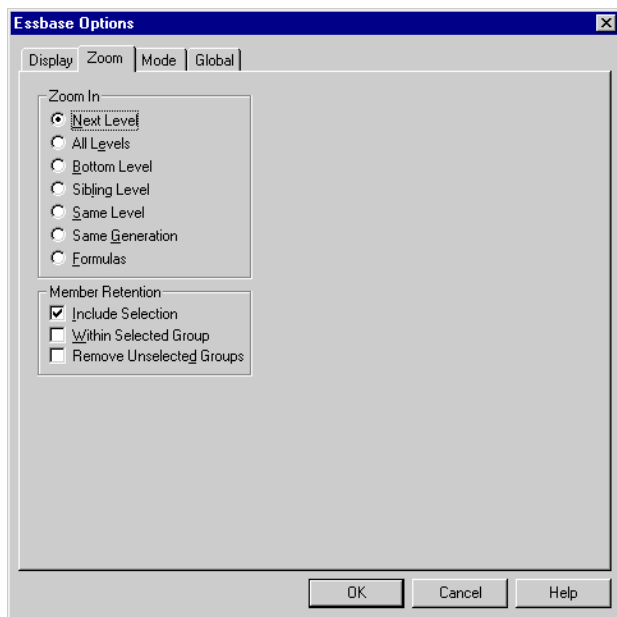 Essbase Options
Display Zoom Mode Global
Zoom In
Next Level
All Levels
Bottom Level
Sibling Level
Same Level
Same Generation
Formulas
Member Retention
Include Selection
Within Selected Group
Remove Unselected Groups
OK Cancel Help